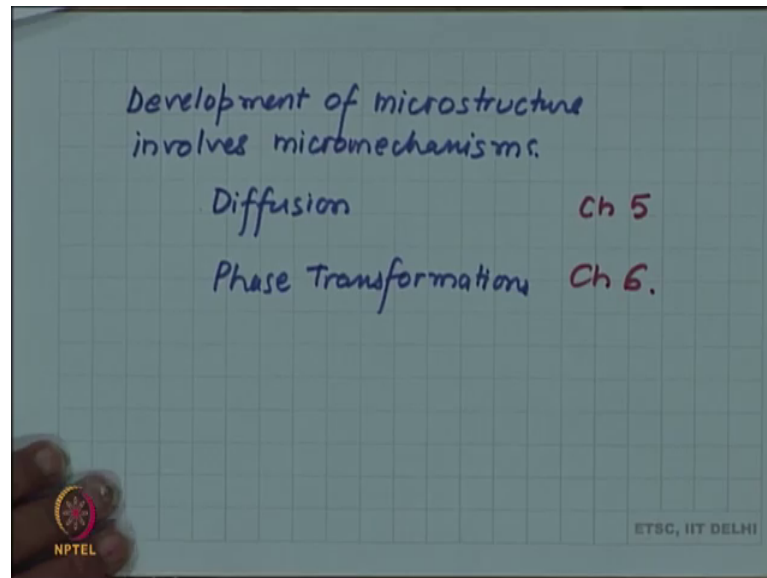 Development of microstructure
involves micromechanisms.
Diffusion Ch 5
Phase Transformations Ch 6.
NPTEL
ETSC, IIT DELHI